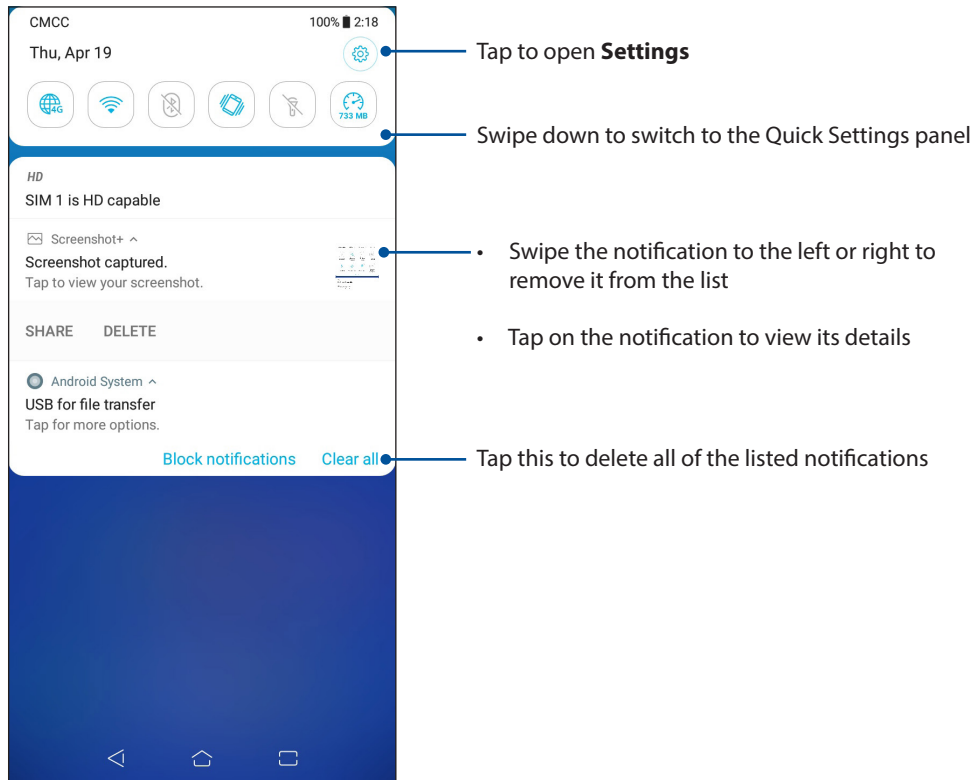 CMCC 100% 2:18
Thu, Apr 19
Tap to open Settings
4G
733 MB
Swipe down to switch to the Quick Settings panel
HD
SIM 1 is HD capable
Screenshot+
Screenshot captured.
Tap to view your screenshot.
• Swipe the notification to the left or right to
remove it from the list
SHARE DELETE
• Tap on the notification to view its details
Android System
USB for file transfer
Tap for more options.
Block notifications Clear all
Tap this to delete all of the listed notifications